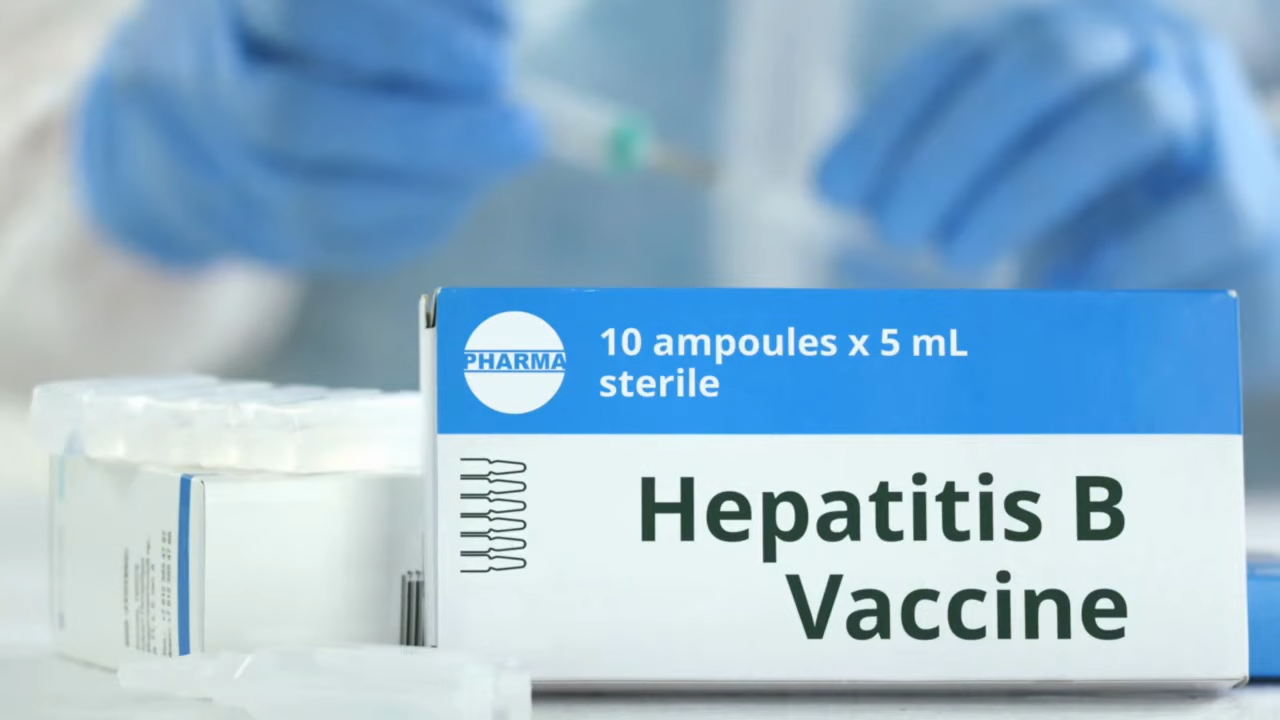 PHARMA
10 ampoules x 5 mL
sterile
Hepatitis B
Vaccine